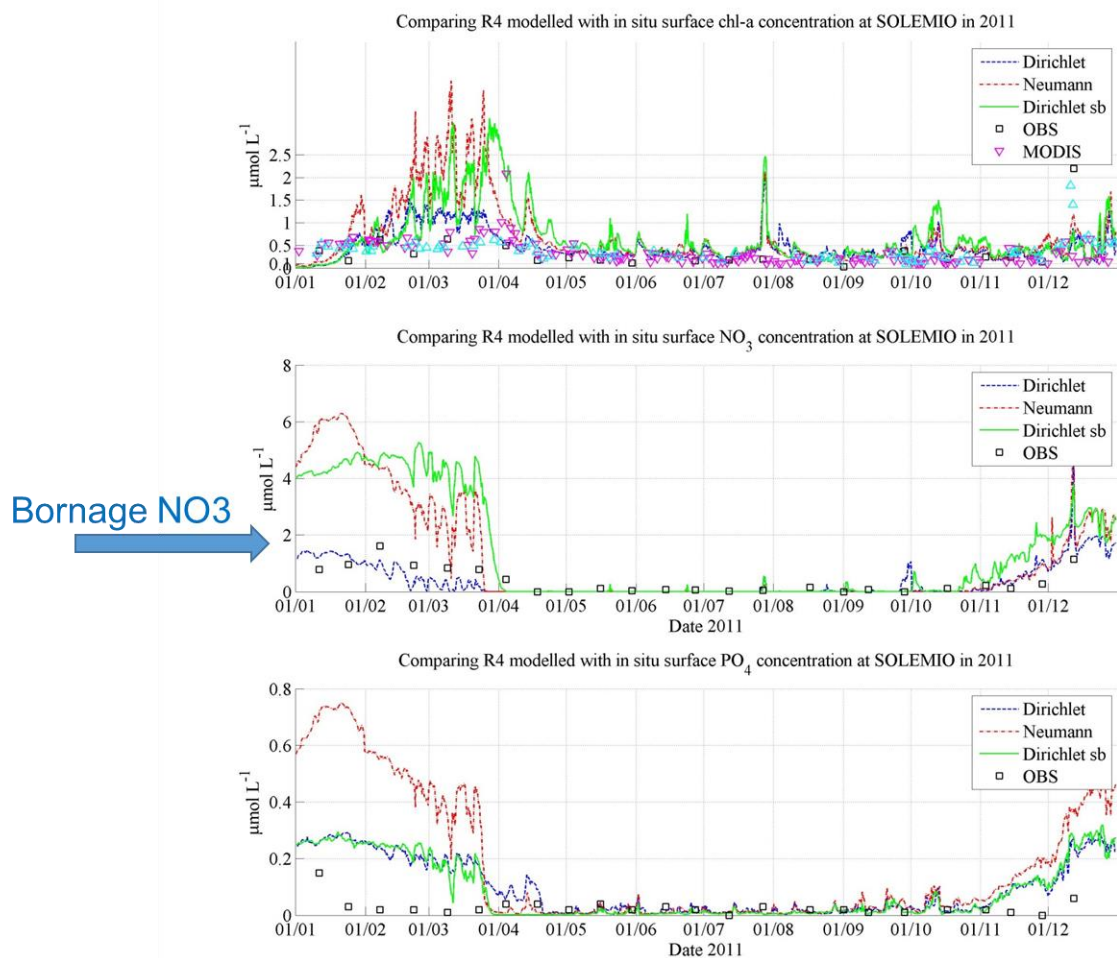 Comparing R4 modelled with in situ surface chl-a concentration at SOLEMIO in 2011
Dirichlet
Neumann
Dirichlet sb
OBS
MODIS
µmol L⁻¹
2.5
2
1.5
1
0.5
0.1
0
01/01 01/02 01/03 01/04 01/05 01/06 01/07 01/08 01/09 01/10 01/11 01/12
Comparing R4 modelled with in situ surface NO₃ concentration at SOLEMIO in 2011
Dirichlet
Neumann
Dirichlet sb
OBS
µmol L⁻¹
8
6
4
2
0
01/01 01/02 01/03 01/04 01/05 01/06 01/07 01/08 01/09 01/10 01/11 01/12
Date 2011
Bornage NO3
Comparing R4 modelled with in situ surface PO₄ concentration at SOLEMIO in 2011
Dirichlet
Neumann
Dirichlet sb
OBS
µmol L⁻¹
0.8
0.6
0.4
0.2
0
01/01 01/02 01/03 01/04 01/05 01/06 01/07 01/08 01/09 01/10 01/11 01/12
Date 2011